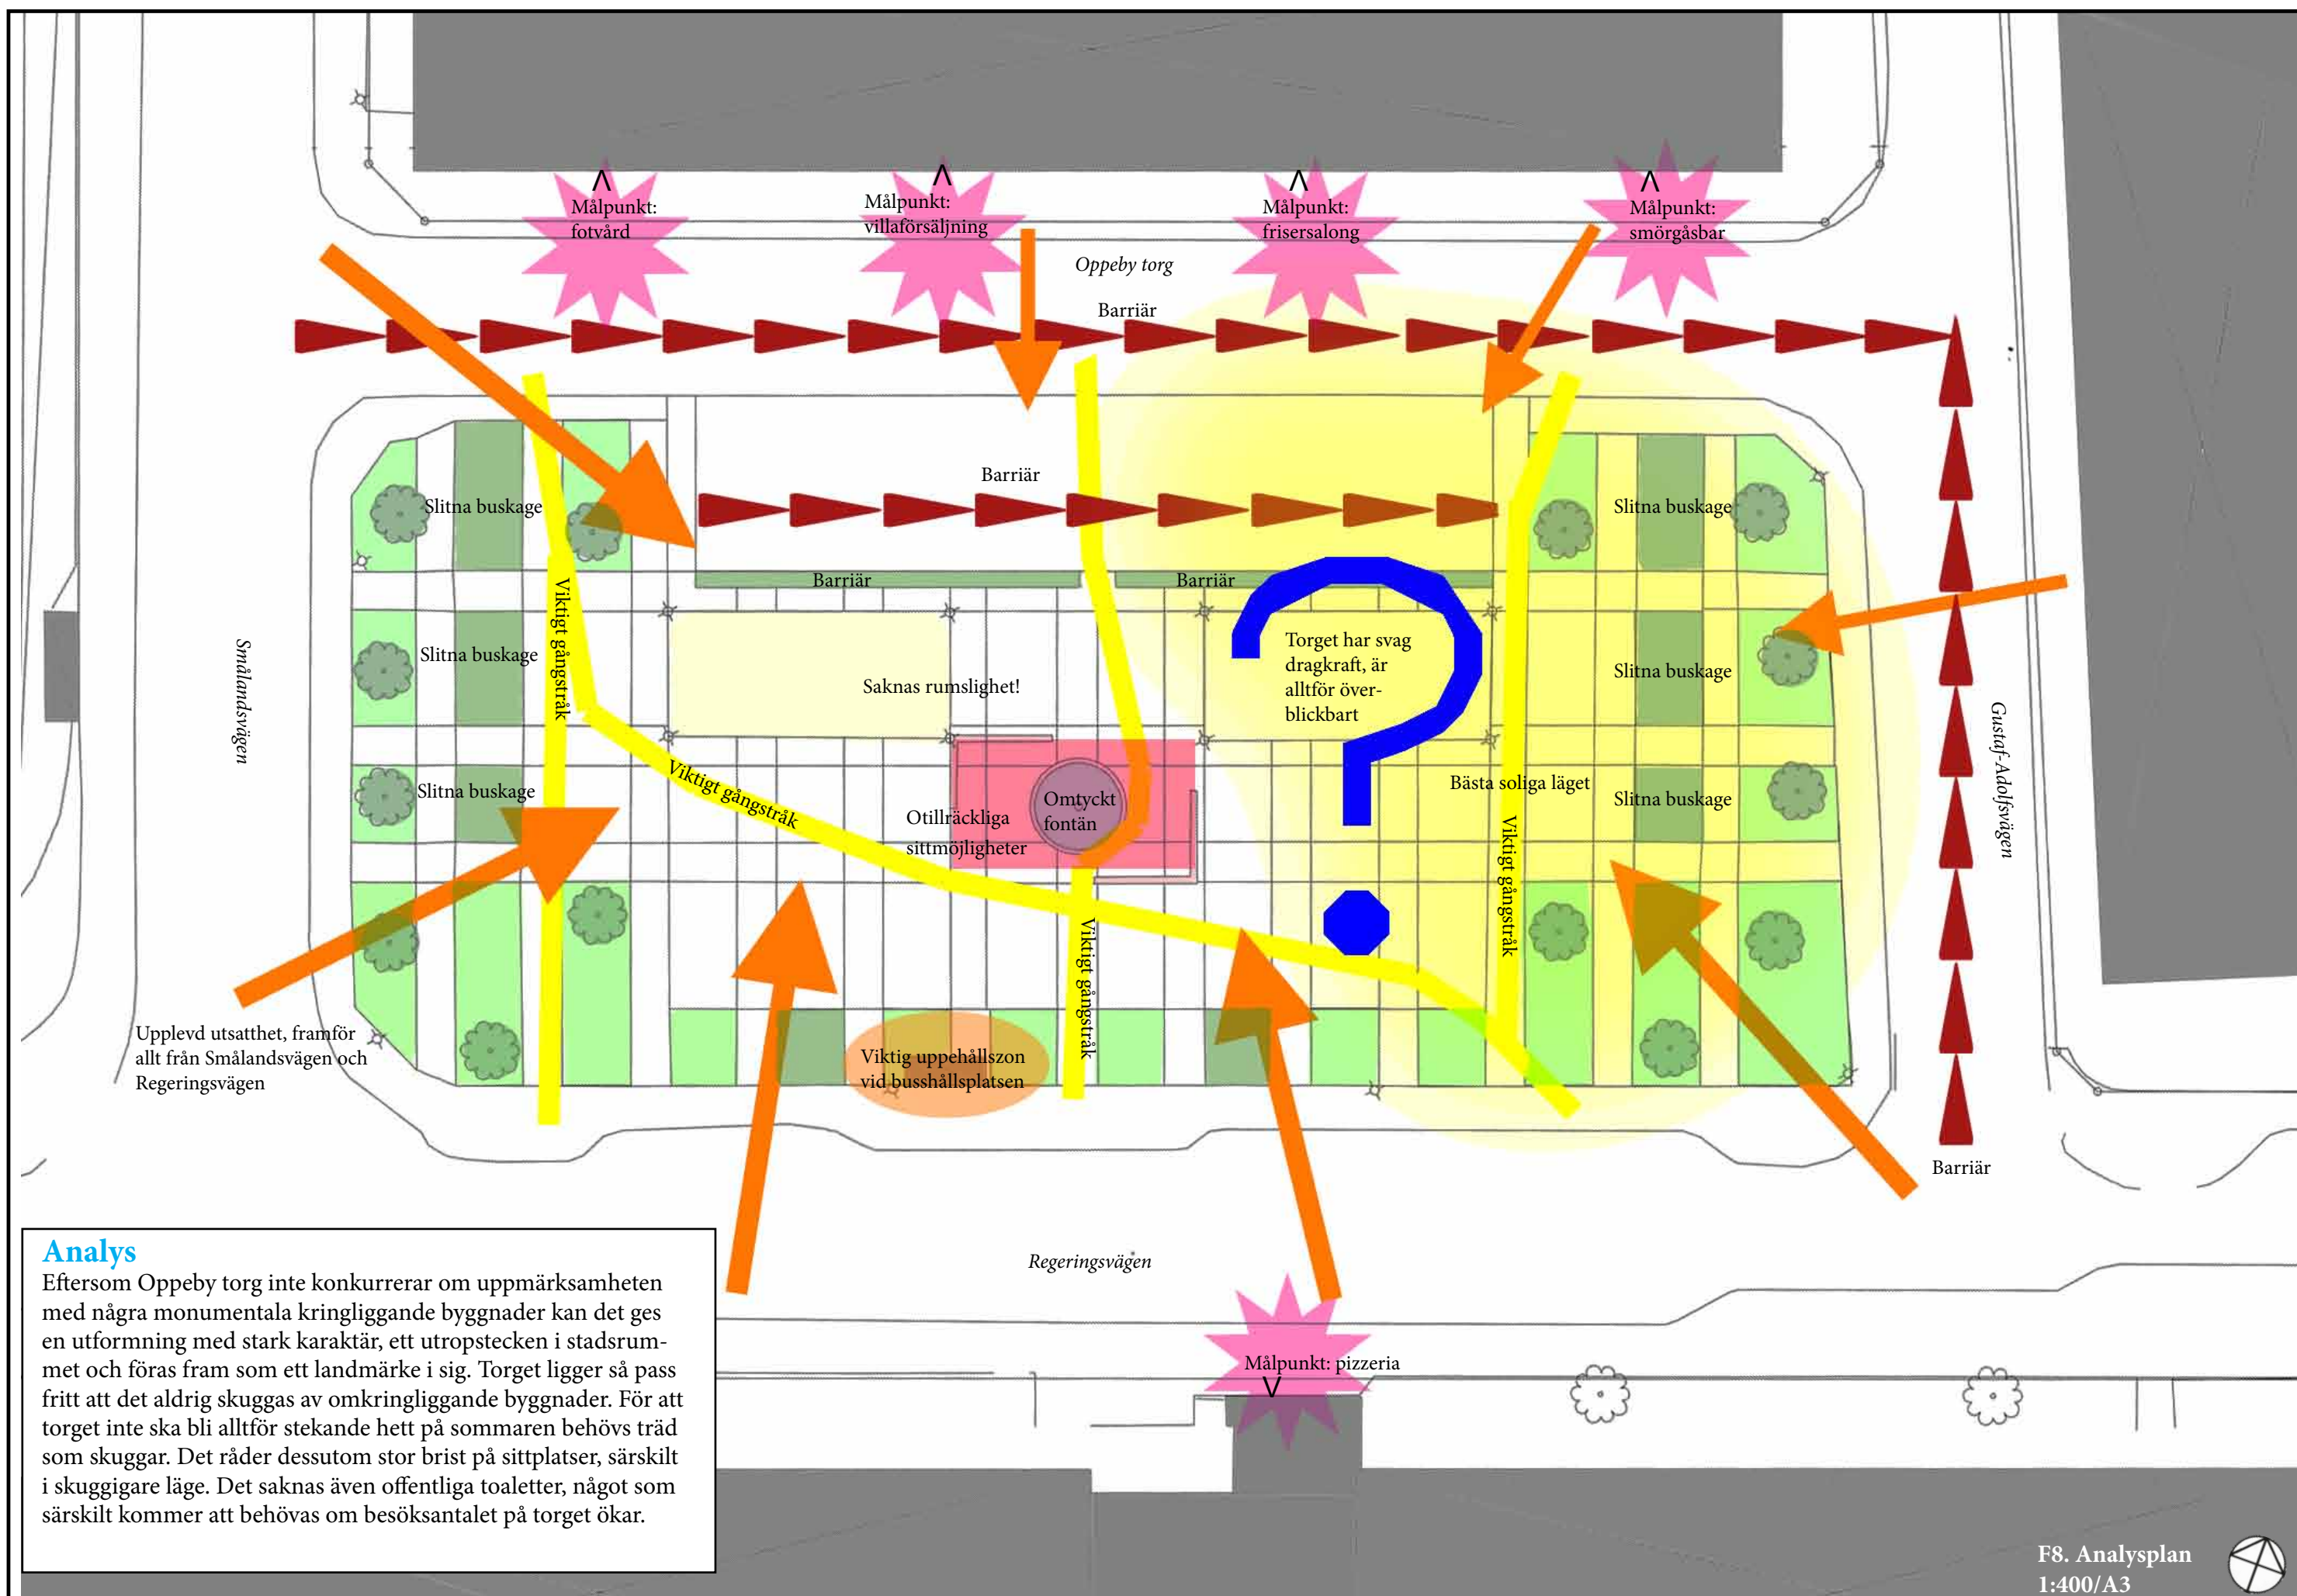 Målpunkt:
fotvård
Målpunkt:
villaförsäljning
Målpunkt:
frisersalong
Målpunkt:
smörgåsbar
Oppeby torg
Barriär
Barriär
Slitna buskage
Slitna buskage
Barriär
Barriär
Viktigt gångstråk
Smålandsvägen
Slitna buskage
Saknas rumslighet!
Torget har svag
dragkraft, är
alltför över-
blickbart
Slitna buskage
Gustaf-Adolfsvägen
Viktigt gångstråk
Slitna buskage
Omtyckt
fontän
Otillräckliga
sittmöjligheter
Bästa soliga läget
Slitna buskage
Viktigt gångstråk
Viktigt gångstråk
Upplevd utsatthet, framför
allt från Smålandsvägen och
Regeringsvägen
Viktig uppehållszon
vid busshållsplatsen
Barriär
Regeringsvägen
Målpunkt: pizzeria
Analys
Eftersom Oppeby torg inte konkurrerar om uppmärksamheten
med några monumentala kringliggande byggnader kan det ges
en utformning med stark karaktär, ett utropstecken i stadsrum-
met och föras fram som ett landmärke i sig. Torget ligger så pass
fritt att det aldrig skuggas av omkringliggande byggnader. För att
torget inte ska bli alltför stekande hett på sommaren behövs träd
som skuggar. Det råder dessutom stor brist på sittplatser, särskilt
i skuggigare läge. Det saknas även offentliga toaletter, något som
särskilt kommer att behövas om besöksantalet på torget ökar.
F8. Analysplan
1:400/A3